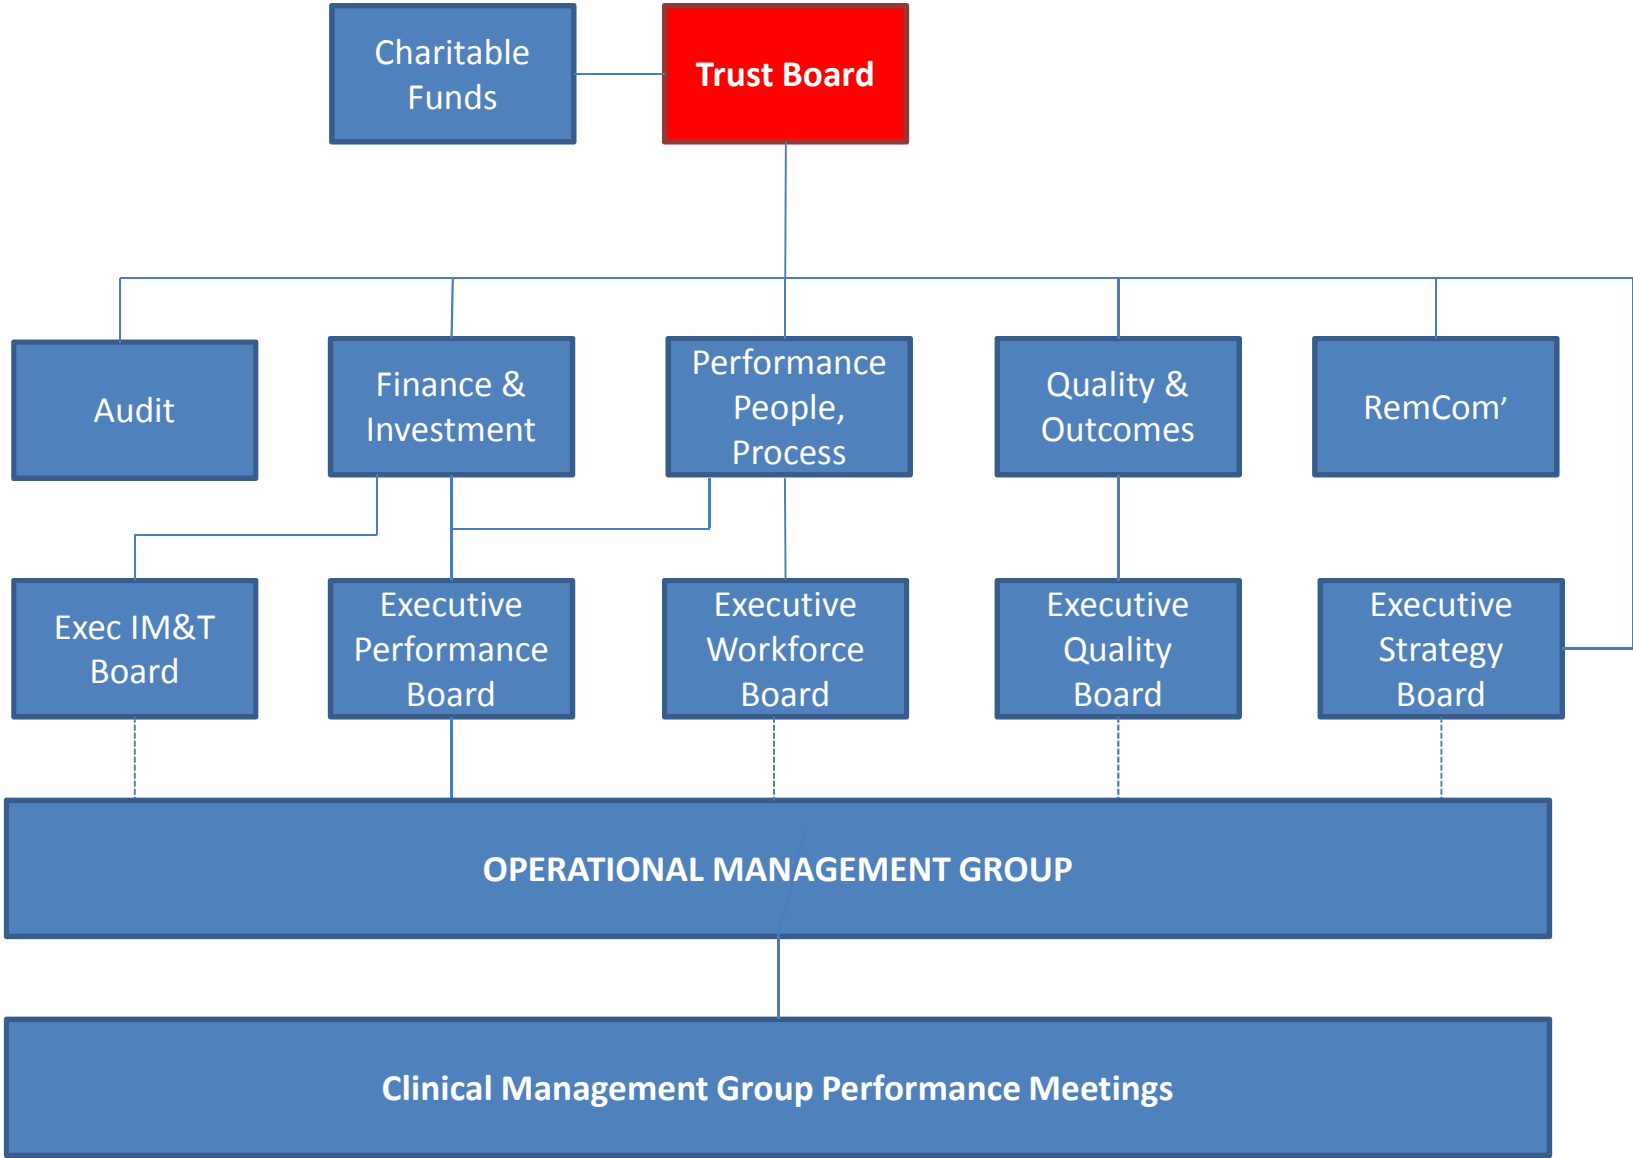 Charitable
Funds
Trust Board
Audit
Finance &
Investment
Performance
People,
Process
Quality &
Outcomes
RemCom’
Exec IM&T
Board
Executive
Performance
Board
Executive
Workforce
Board
Executive
Quality
Board
Executive
Strategy
Board
OPERATIONAL MANAGEMENT GROUP
Clinical Management Group Performance Meetings